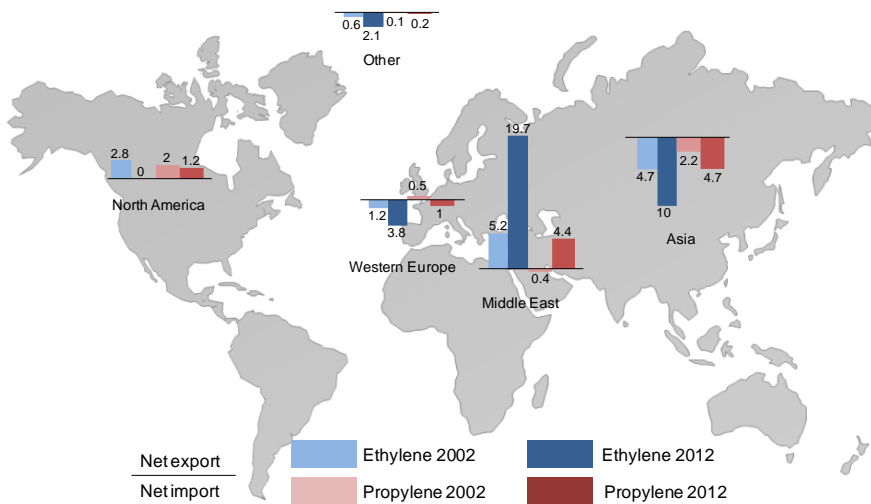 0.6 2.1 0.1 0.2
Other
2.8 0 2 1.2
North America
1.2 3.8 0.5 1
Western Europe
5.2 19.7 0.4 4.4
Middle East
4.7 10 2.2 4.7
Asia
Net export
Net import
Ethylene 2002
Ethylene 2012
Propylene 2002
Propylene 2012